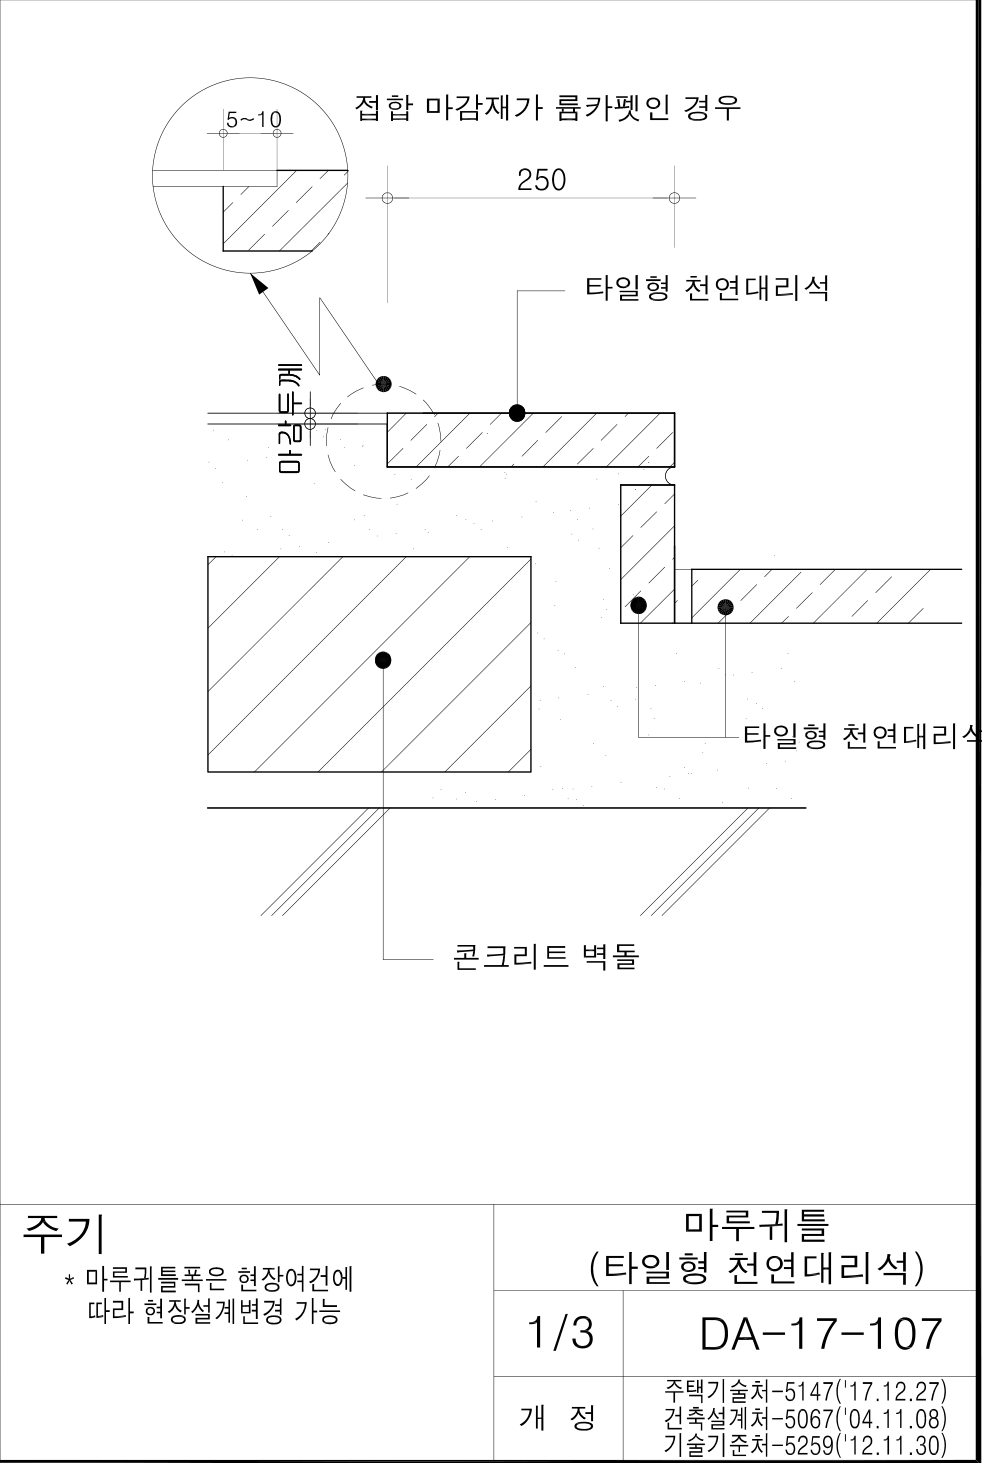 5~10
접합 마감재가 륨카펫인 경우
250
타일형 천연대리석
마감두께
타일형 천연대리석
콘크리트 벽돌
주기
* 마루귀틀폭은 현장여건에
따라 현장설계변경 가능
마루귀틀
(타일형 천연대리석)
1/3
DA-17-107
개 정
주택기술처-5147('17.12.27)
건축설계처-5067('04.11.08)
기술기준처-5259('12.11.30)